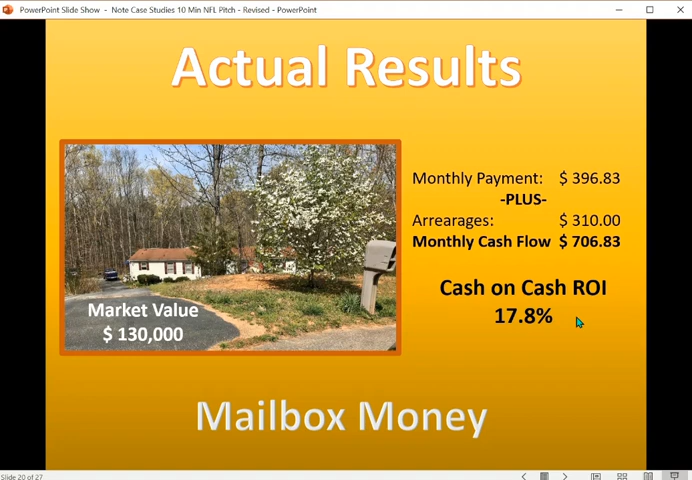 PowerPoint Slide Show - Note Case Studies 10 Min NFL Pitch - Revised - PowerPoint
Actual Results
Monthly Payment: $ 396.83
-PLUS-
Arrearages: $ 310.00
Monthly Cash Flow $ 706.83
Cash on Cash ROI
17.8%
Market Value
$ 130,000
Mailbox Money
Slide 20 of 27